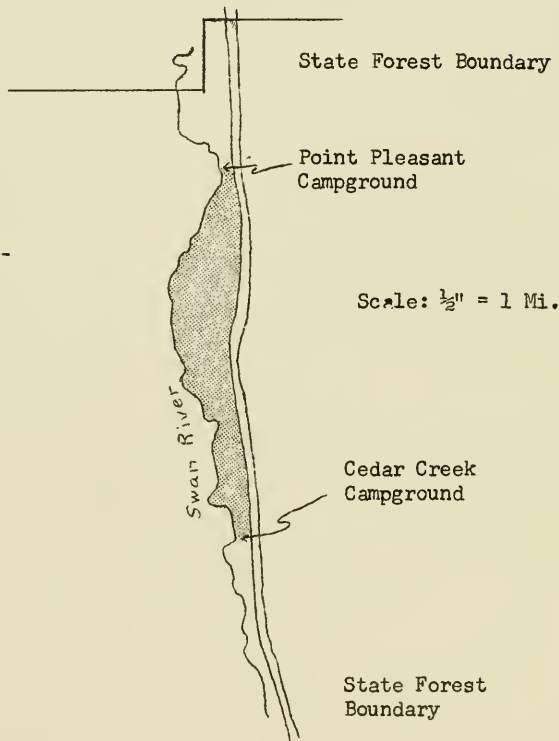 State Forest Boundary
Point Pleasant
Campground
Scale: ½" = 1 Mi.
Swan River
Cedar Creek
Campground
State Forest
Boundary